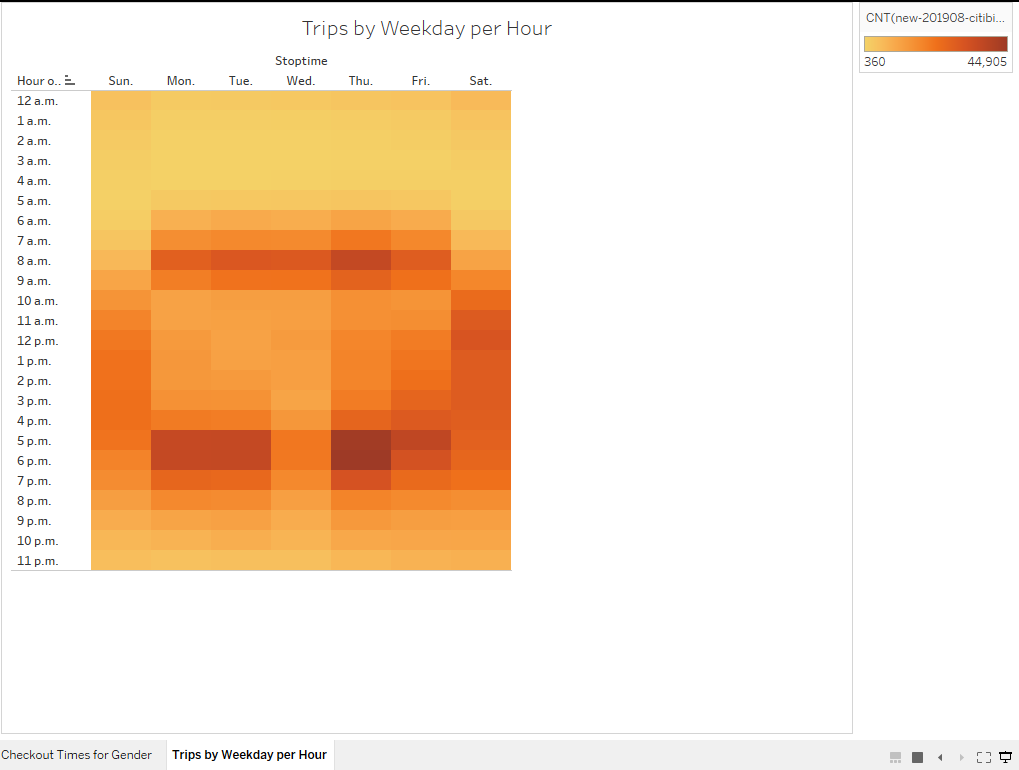 Trips by Weekday per Hour
CNT(new-201908-citibi...
360 44,905
Stoptime
Hour o.. Sun. Mon. Tue. Wed. Thu. Fri. Sat.
12 a.m.
1 a.m.
2 a.m.
3 a.m.
4 a.m.
5 a.m.
6 a.m.
7 a.m.
8 a.m.
9 a.m.
10 a.m.
11 a.m.
12 p.m.
1 p.m.
2 p.m.
3 p.m.
4 p.m.
5 p.m.
6 p.m.
7 p.m.
8 p.m.
9 p.m.
10 p.m.
11 p.m.
Checkout Times for Gender Trips by Weekday per Hour